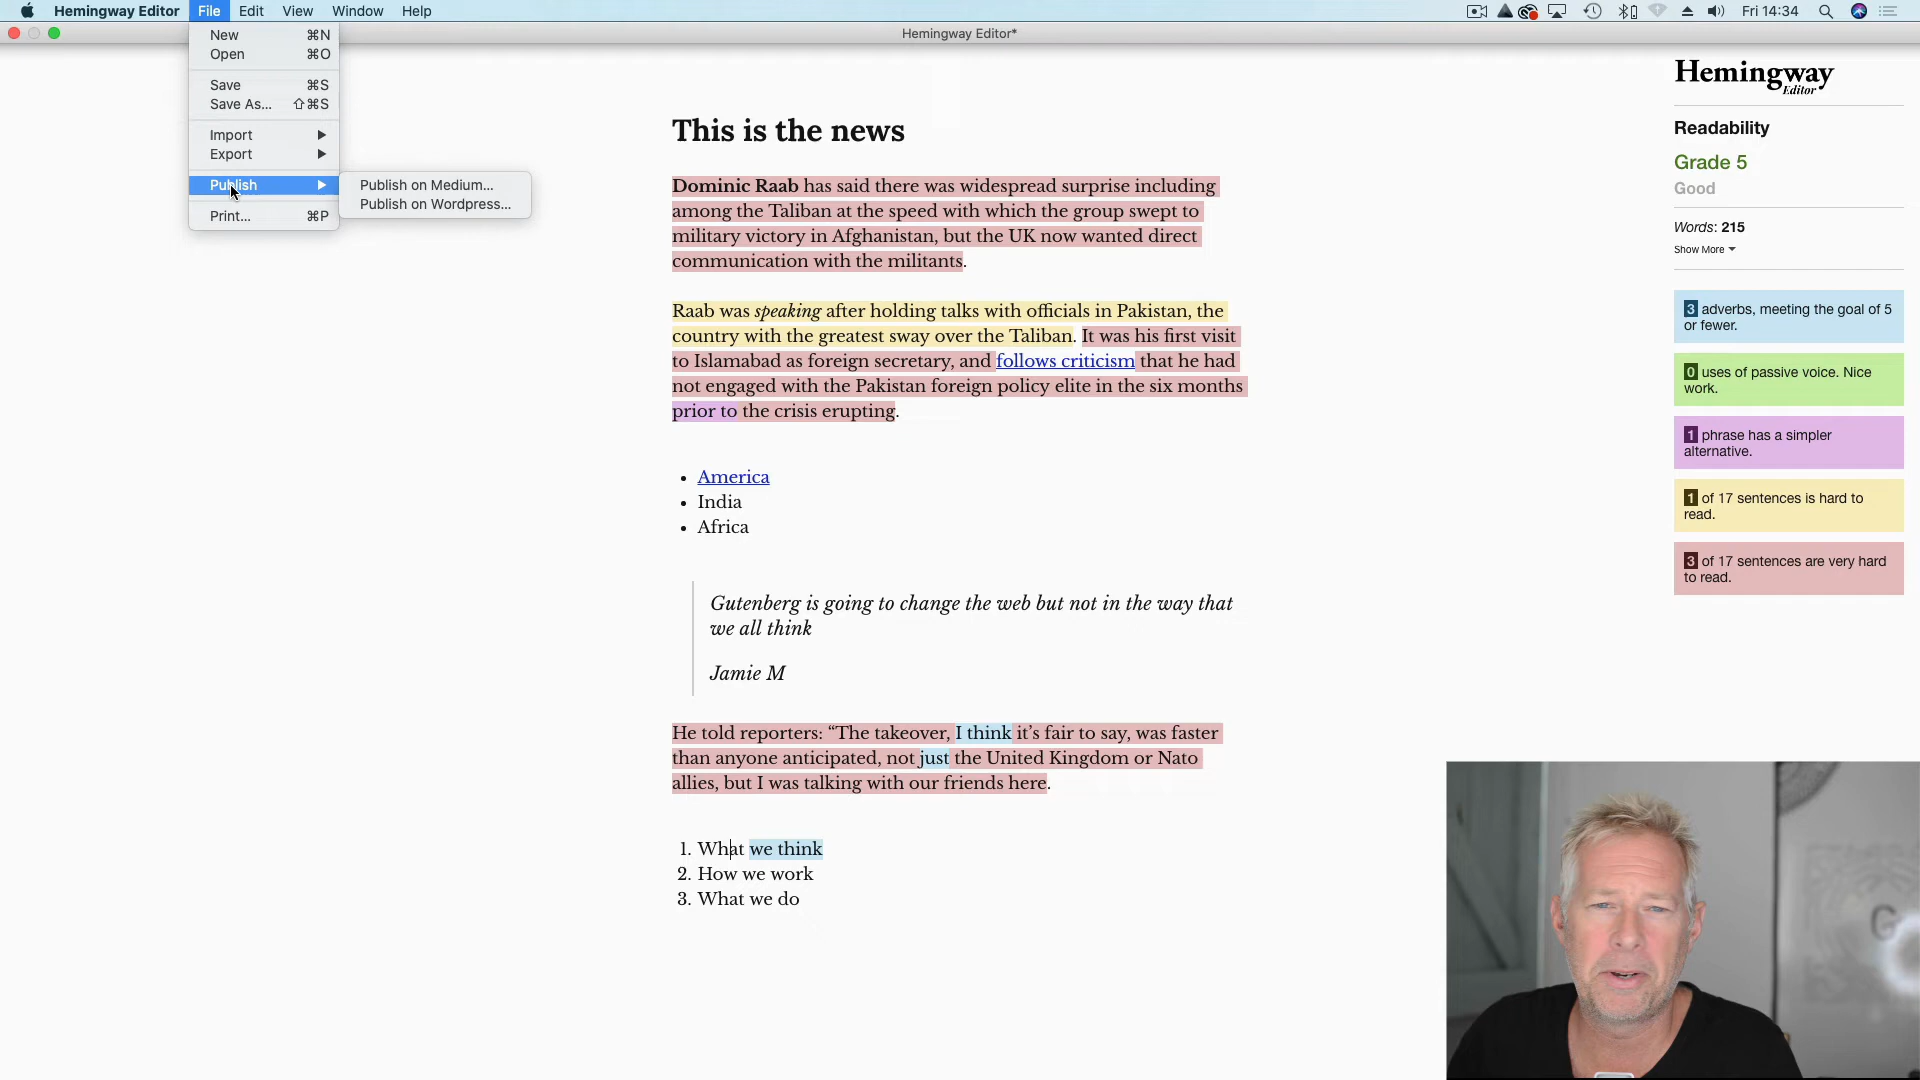 Hemingway Editor File Edit View Window Help Fri 14:34
Hemingway Editor*
New ⌘N
Open ⌘O
Save ⌘S
Save As... ⇧⌘S
Import ▶
Export ▶
Publish ▶
Print... ⌘P
Publish on Medium...
Publish on Wordpress...
This is the news
Dominic Raab has said there was widespread surprise including
among the Taliban at the speed with which the group swept to
military victory in Afghanistan, but the UK now wanted direct
communication with the militants.
Raab was speaking after holding talks with officials in Pakistan, the
country with the greatest sway over the Taliban. It was his first visit
to Islamabad as foreign secretary, and follows criticism that he had
not engaged with the Pakistan foreign policy elite in the six months
prior to the crisis erupting.
• America
• India
• Africa
Gutenberg is going to change the web but not in the way that
we all think
Jamie M
He told reporters: “The takeover, I think it’s fair to say, was faster
than anyone anticipated, not just the United Kingdom or Nato
allies, but I was talking with our friends here.
1. What we think
2. How we work
3. What we do
Hemingway
Editor
Readability
Grade 5
Good
Words: 215
Show More
3 adverbs, meeting the goal of 5
or fewer.
0 uses of passive voice. Nice
work.
1 phrase has a simpler
alternative.
1 of 17 sentences is hard to
read.
3 of 17 sentences are very hard
to read.